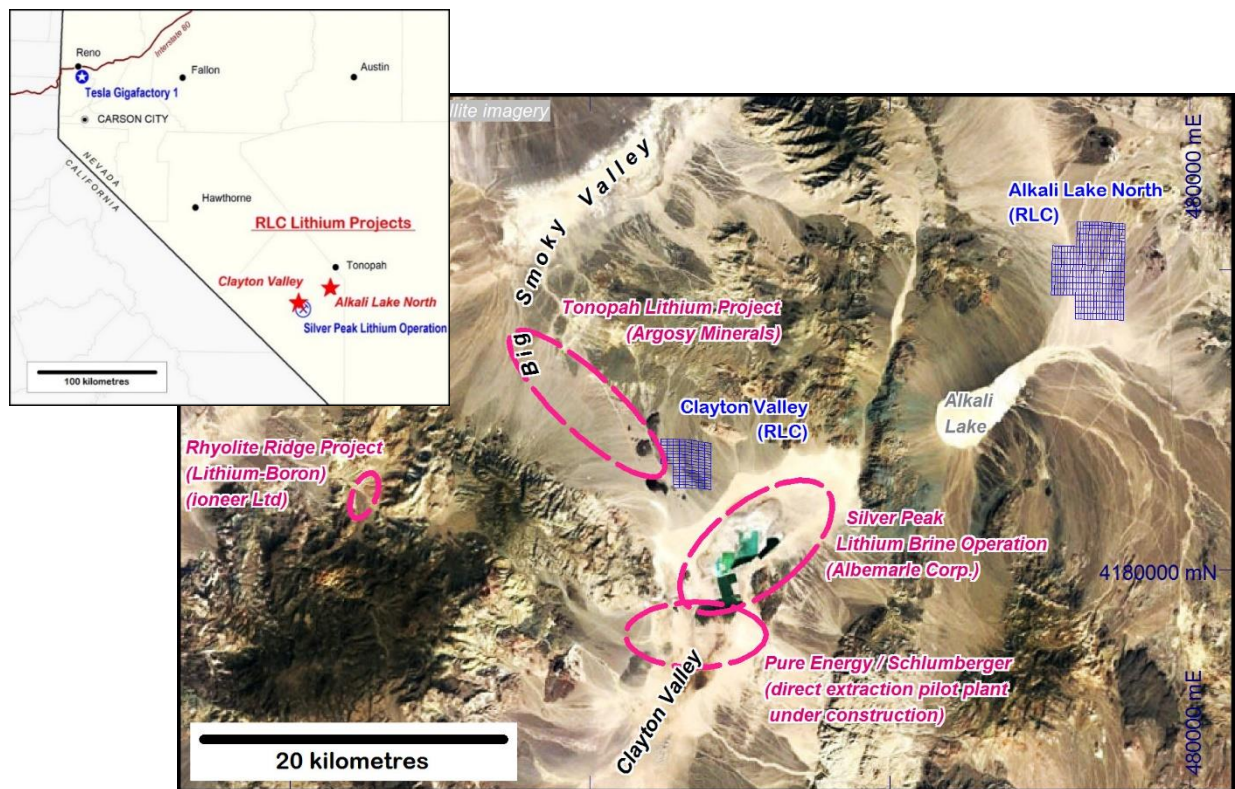 Reno
Interstate 80
Fallon
Austin
Tesla Gigafactory 1
CARSON CITY
NEVADA
CALIFORNIA
Hawthorne
RLC Lithium Projects
Tonopah
Clayton Valley
Alkali Lake North
Silver Peak Lithium Operation
100 kilometres
llite imagery
Big Smoky Valley
480000 mE
Alkali Lake North
(RLC)
Tonopah Lithium Project
(Argosy Minerals)
Clayton Valley
(RLC)
Alkali
Lake
Rhyolite Ridge Project
(Lithium-Boron)
(ioneer Ltd)
Silver Peak
Lithium Brine Operation
(Albemarle Corp.)
4180000 mN
Pure Energy / Schlumberger
(direct extraction pilot plant
under construction)
Clayton Valley
480000 mE
20 kilometres